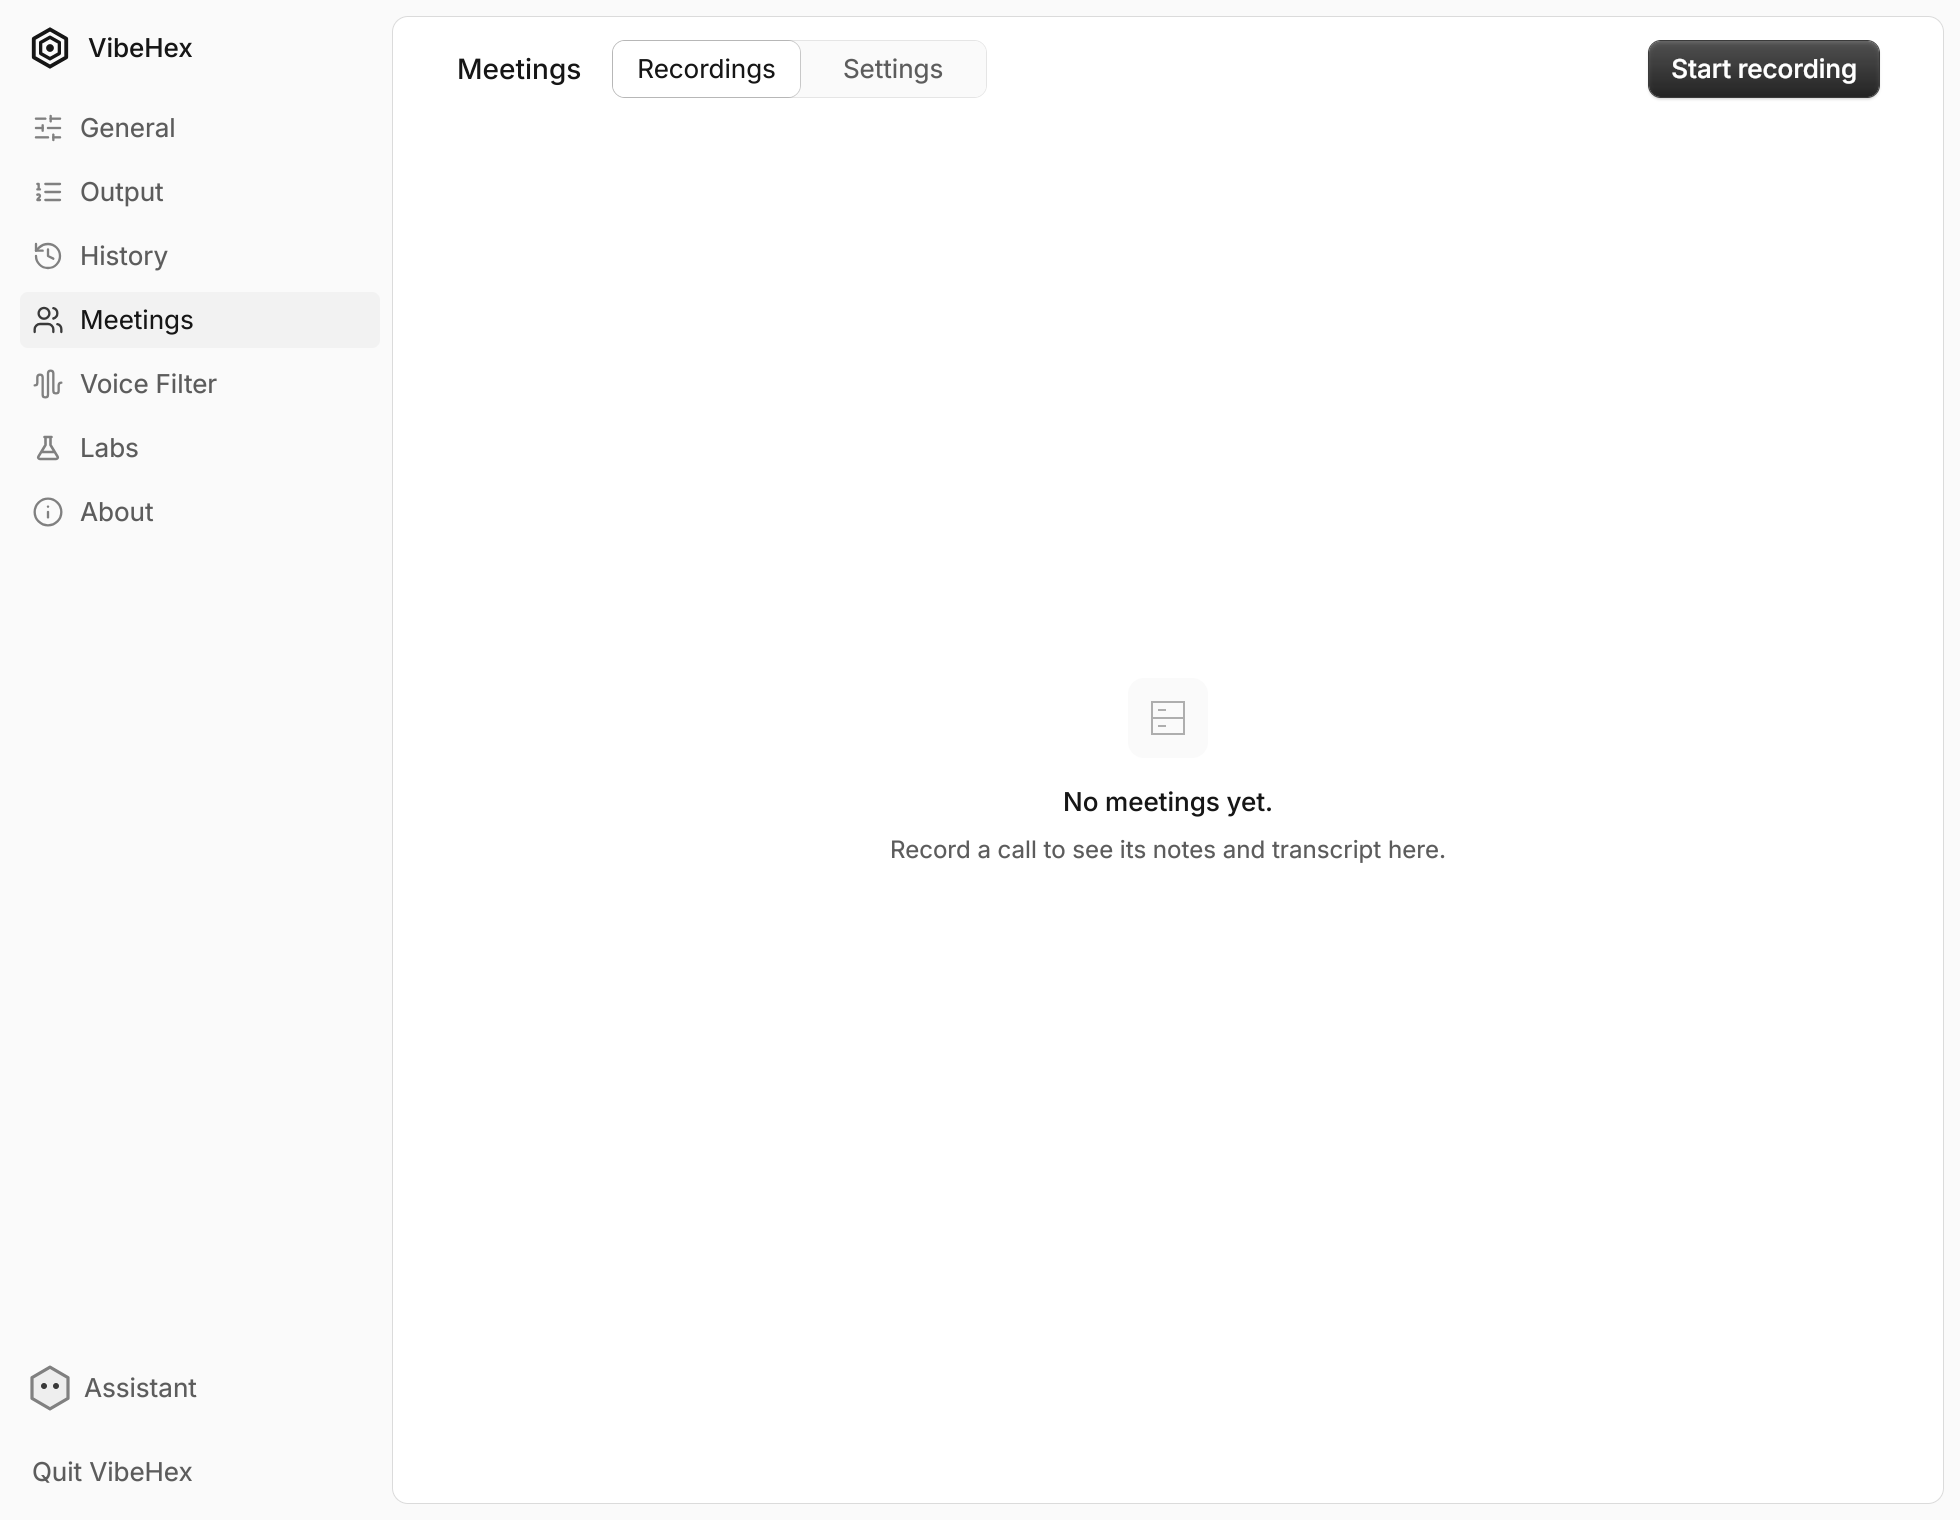 VibeHex
General
Output
History
Meetings
Voice Filter
Labs
About
Assistant
Quit VibeHex
Meetings
Recordings
Settings
Start recording
No meetings yet.
Record a call to see its notes and transcript here.